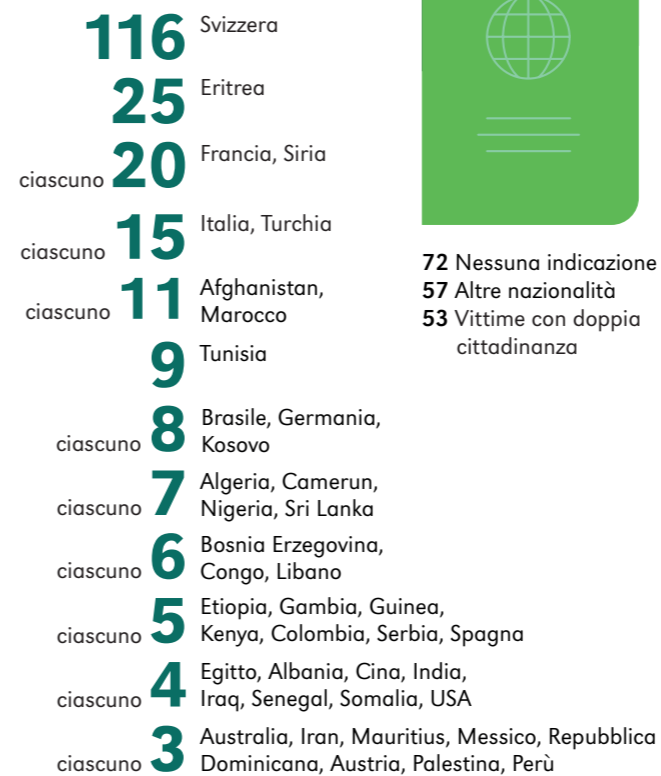 116 Svizzera
25 Eritrea
ciascuno 20 Francia, Siria
ciascuno 15 Italia, Turchia
ciascuno 11 Afghanistan,
Marocco
9 Tunisia
ciascuno 8 Brasile, Germania,
Kosovo
ciascuno 7 Algeria, Camerun,
Nigeria, Sri Lanka
ciascuno 6 Bosnia Erzegovina,
Congo, Libano
ciascuno 5 Etiopia, Gambia, Guinea,
Kenya, Colombia, Serbia, Spagna
ciascuno 4 Egitto, Albania, Cina, India,
Iraq, Senegal, Somalia, USA
ciascuno 3 Australia, Iran, Mauritius, Messico, Repubblica
Dominicana, Austria, Palestina, Perù
72 Nessuna indicazione
57 Altre nazionalità
53 Vittime con doppia
cittadinanza